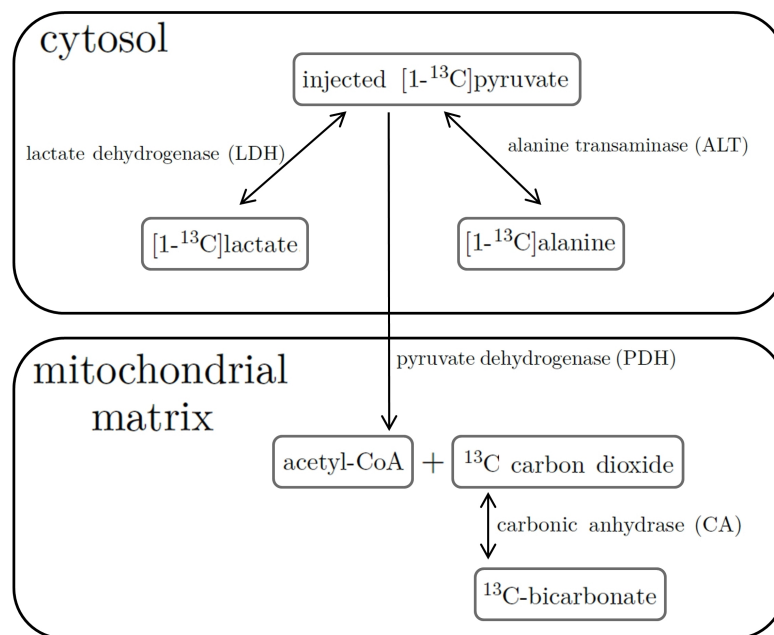 cytosol
injected [1-¹³C]pyruvate
lactate dehydrogenase (LDH)
alanine transaminase (ALT)
[1-¹³C]lactate
[1-¹³C]alanine
mitochondrial
matrix
pyruvate dehydrogenase (PDH)
acetyl-CoA + ¹³C carbon dioxide
carbonic anhydrase (CA)
¹³C-bicarbonate